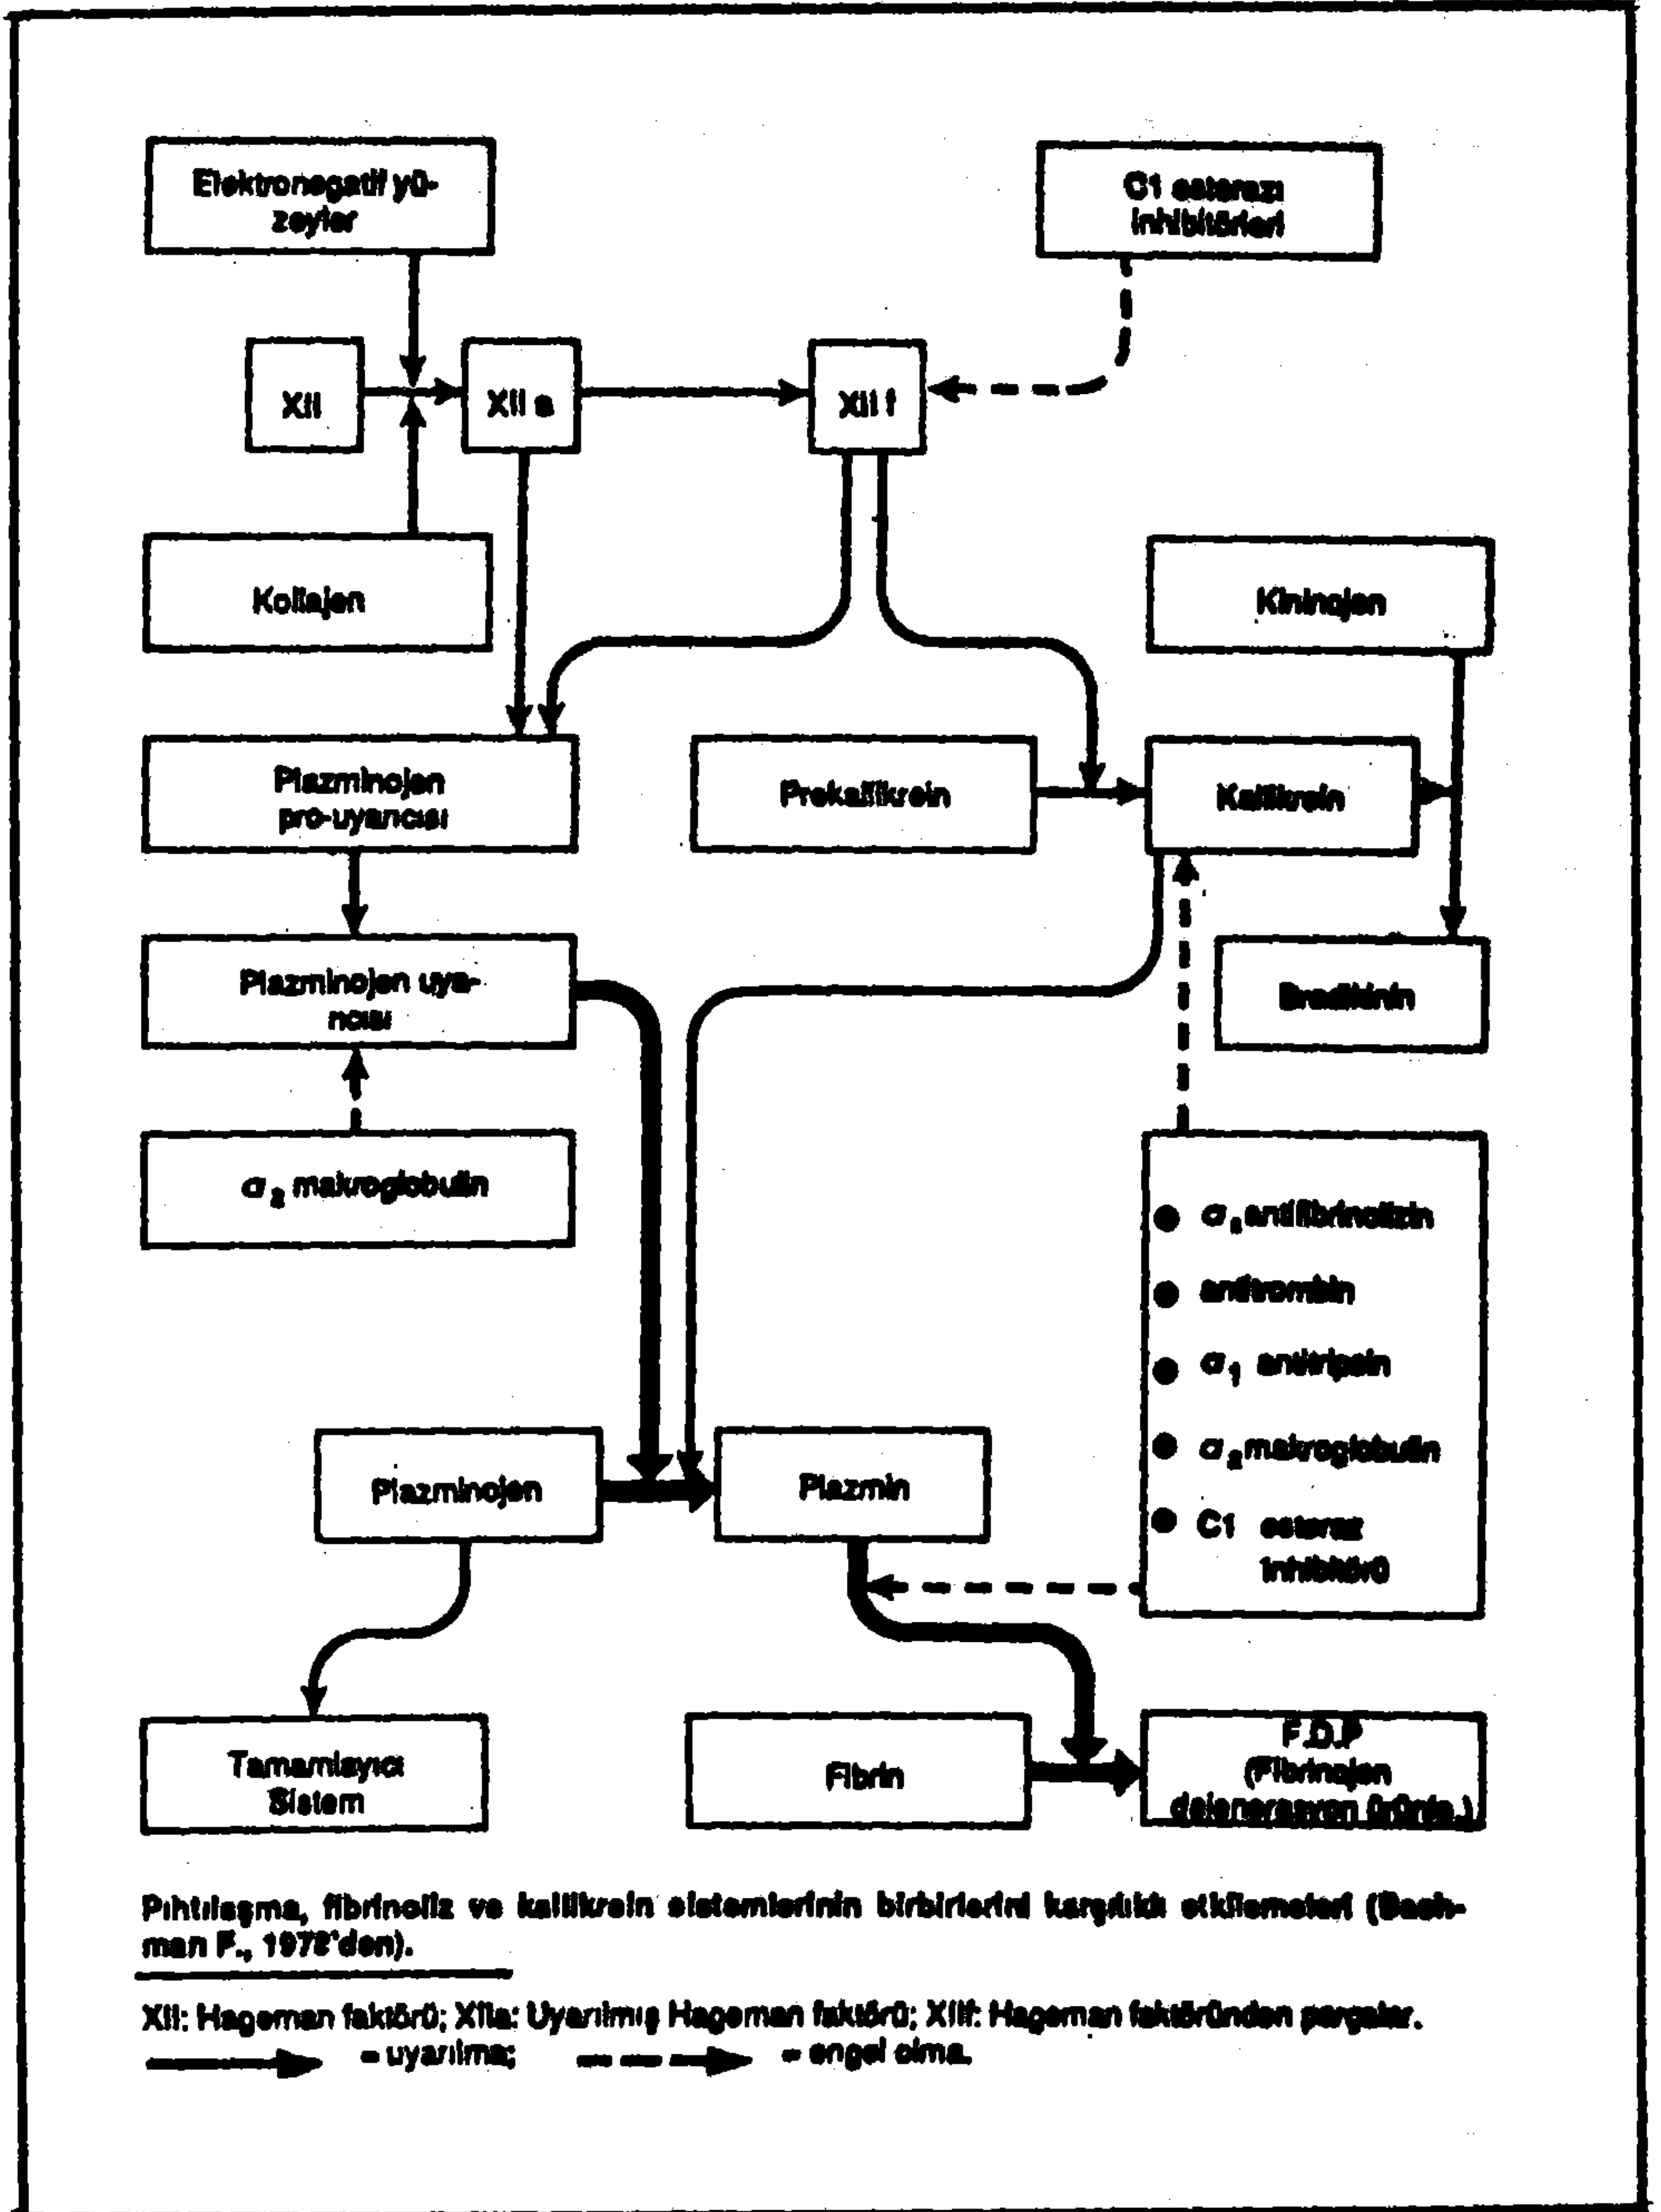 Elektronegatif yü-
zeyler
C1 esterazı
inhibitörleri
XII
XII a
XII f
Kollajen
Kininojen
Plazminojen
pro-uyarıcısı
Prekallikrein
Kallikrein
Plazminojen uya-
rıcısı
Bradikinin
α2 makroglobulin
● antifibrinolizin
● antitrombin
● α1 antitripsin
● α2 makroglobulin
● C1 esteraz
inhibitörü
Plazminojen
Plazmin
Tamamlayıcı
Sistem
Fibrin
F.D.P
(Fibrinojen
dejenerasyon ürünle.)
Pıhtılaşma, fibrinoliz ve kallikrein sistemlerinin birbirlerini karşılıklı etkilemeleri (Bach-
man F., 'den).
XII: Hageman faktörü; XIIa: Uyarılmış Hageman faktörü; XIIf: Hageman faktöründen parçalar.
= uyarılma; = engel olma.